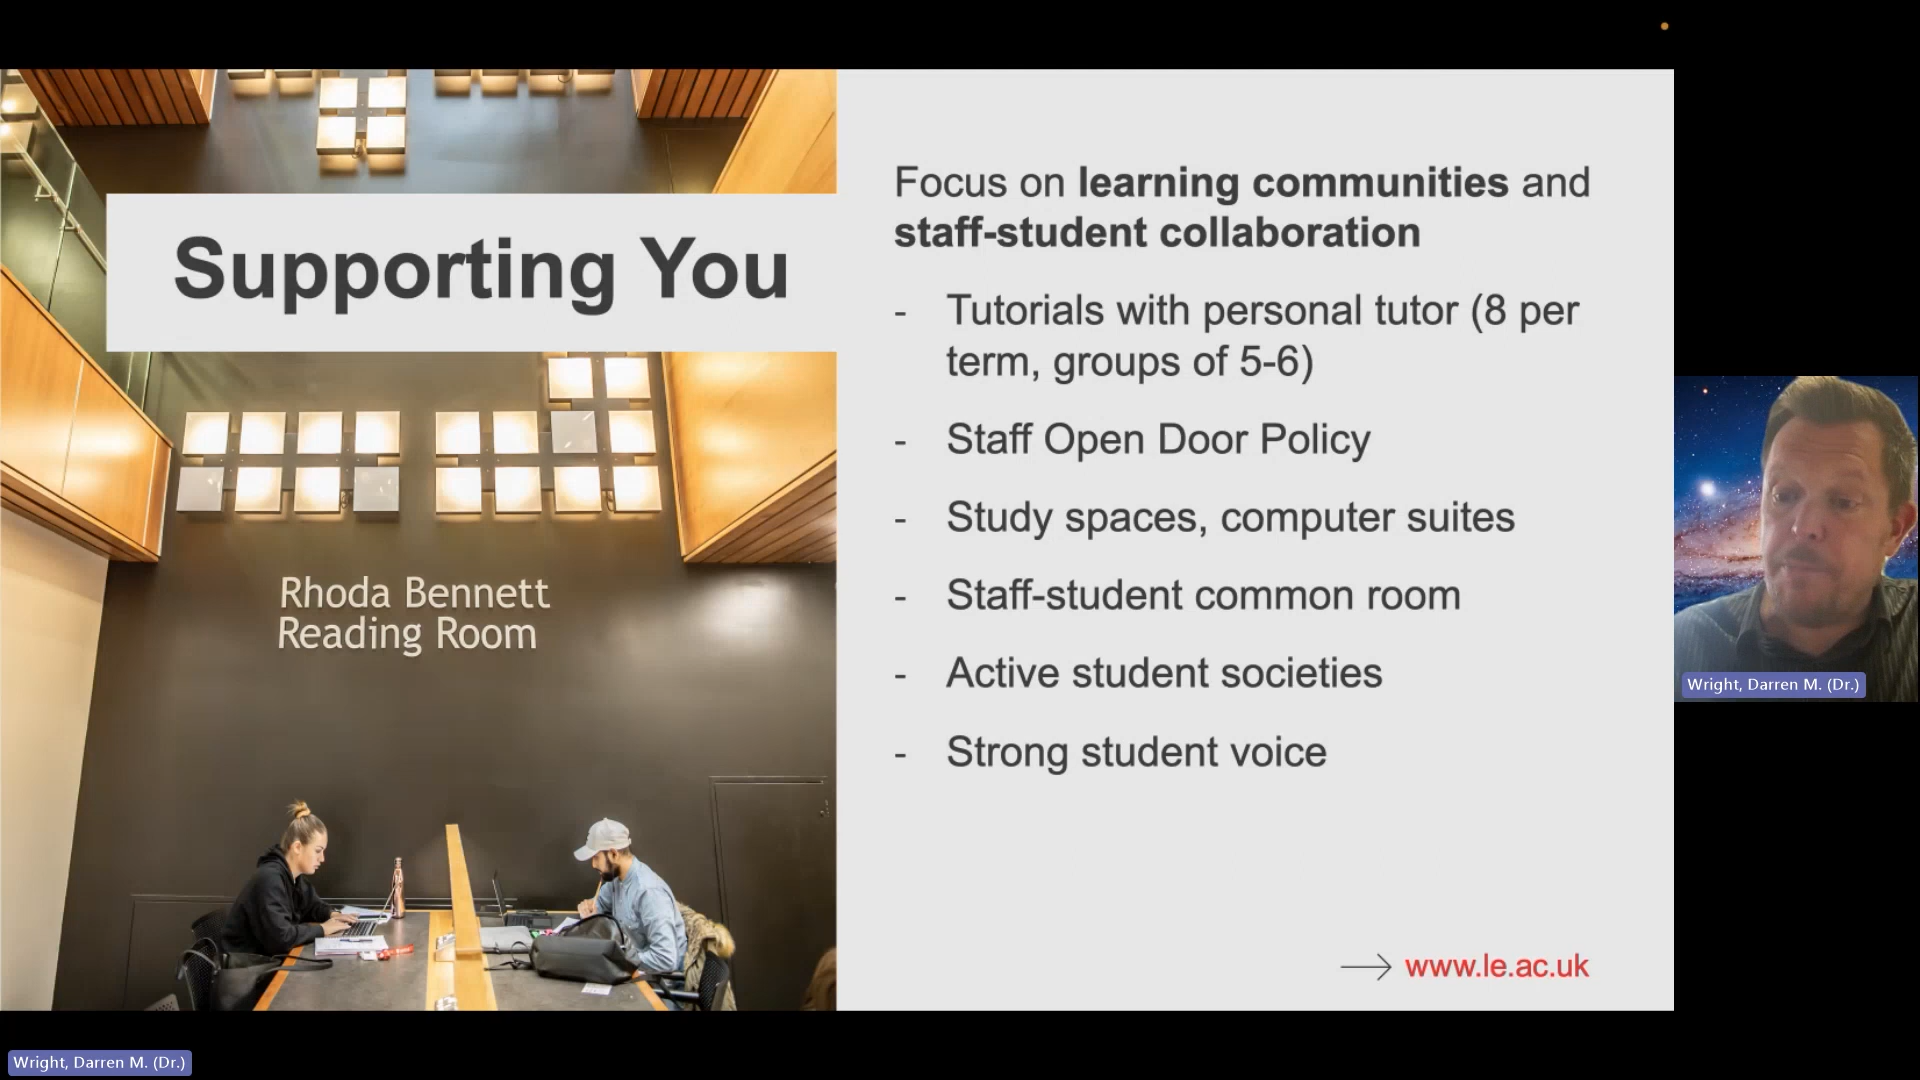 Supporting You
Rhoda Bennett
Reading Room
Focus on learning communities and
staff-student collaboration
- Tutorials with personal tutor (8 per
term, groups of 5-6)
- Staff Open Door Policy
- Study spaces, computer suites
- Staff-student common room
- Active student societies
- Strong student voice
www.le.ac.uk
Wright, Darren M. (Dr.)
Wright, Darren M. (Dr.)